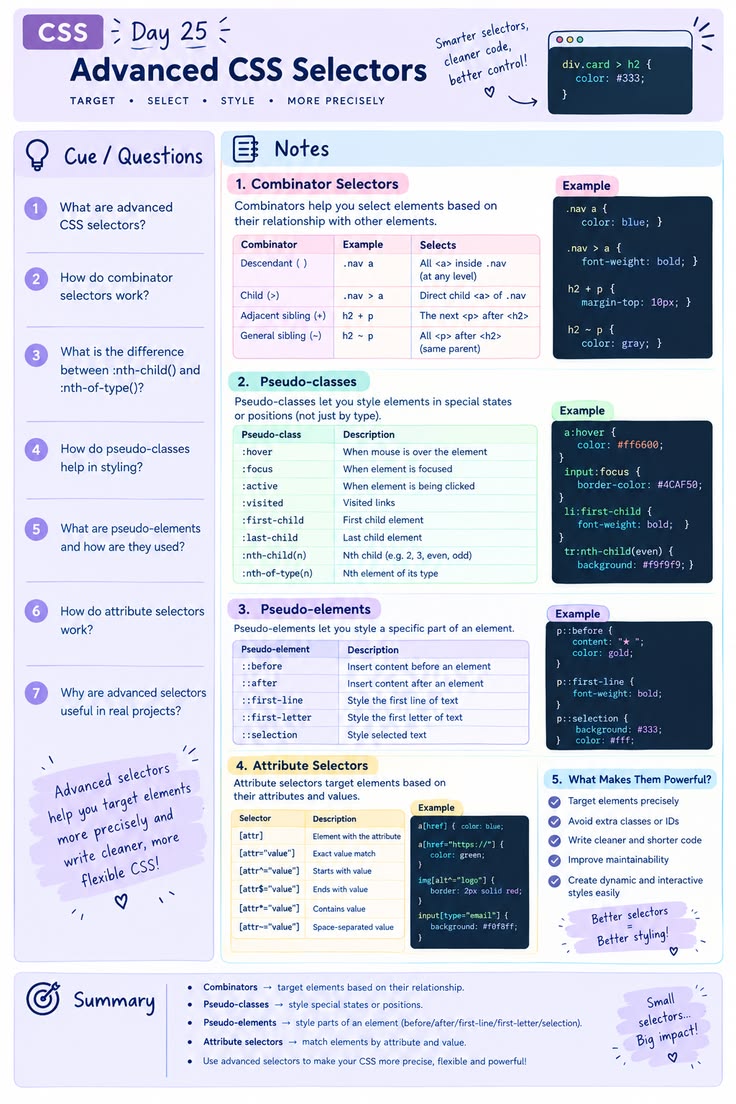 CSS
Day 25
Advanced CSS Selectors
TARGET • SELECT • STYLE • MORE PRECISELY
Smarter selectors,
cleaner code,
better control!
div.card > h2 {
color: #333;
}
Cue / Questions
1 What are advanced
CSS selectors?
2 How do combinator
selectors work?
3 What is the difference
between :nth-child() and
:nth-of-type()?
4 How do pseudo-classes
help in styling?
5 What are pseudo-elements
and how are they used?
6 How do attribute selectors
work?
7 Why are advanced selectors
useful in real projects?
Advanced selectors
help you target elements
more precisely and
write cleaner, more
flexible CSS!
Notes
1. Combinator Selectors
Combinators help you select elements based on
their relationship with other elements.
Combinator Example Selects
Descendant ( ) .nav a All <a> inside .nav
(at any level)
Child (>) .nav > a Direct child <a> of .nav
Adjacent sibling (+) h2 + p The next <p> after <h2>
General sibling (~) h2 ~ p All <p> after <h2>
(same parent)
Example
.nav a {
color: blue; }
.nav > a {
font-weight: bold; }
h2 + p {
margin-top: 10px; }
h2 ~ p {
color: gray; }
2. Pseudo-classes
Pseudo-classes let you style elements in special states
or positions (not just by type).
Pseudo-class Description
:hover When mouse is over the element
:focus When element is focused
:active When element is being clicked
:visited Visited links
:first-child First child element
:last-child Last child element
:nth-child(n) Nth child (e.g. 2, 3, even, odd)
:nth-of-type(n) Nth element of its type
Example
a:hover {
color: #ff6600;
}
input:focus {
border-color: #4CAF50;
}
li:first-child {
font-weight: bold; }
}
tr:nth-child(even) {
background: #f9f9f9; }
3. Pseudo-elements
Pseudo-elements let you style a specific part of an element.
Pseudo-element Description
::before Insert content before an element
::after Insert content after an element
::first-line Style the first line of text
::first-letter Style the first letter of text
::selection Style selected text
Example
p::before {
content: "★ ";
color: gold;
}
p::first-line {
font-weight: bold;
}
p::selection {
background: #333;
} color: #fff;
4. Attribute Selectors
Attribute selectors target elements based on
their attributes and values.
Selector Description
[attr] Element with the attribute
[attr="value"] Exact value match
[attr^="value"] Starts with value
[attr$="value"] Ends with value
[attr*="value"] Contains value
[attr~="value"] Space-separated value
Example
a[href] { color: blue;
a[href="https://"] {
color: green;
}
img[alt^="logo"] {
border: 2px solid red;
}
input[type="email"] {
background: #f0f8ff;
}
5. What Makes Them Powerful?
Target elements precisely
Avoid extra classes or IDs
Write cleaner and shorter code
Improve maintainability
Create dynamic and interactive
styles easily
Better selectors
=
Better styling!
Summary
• Combinators → target elements based on their relationship.
• Pseudo-classes → style special states or positions.
• Pseudo-elements → style parts of an element (before/after/first-line/first-letter/selection).
• Attribute selectors → match elements by attribute and value.
• Use advanced selectors to make your CSS more precise, flexible and powerful!
Small
selectors...
Big impact!